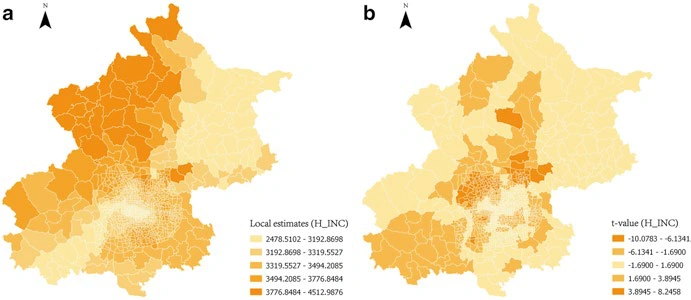 a
N
Local estimates (H_INC)
2478.5102 - 3192.8698
3192.8698 - 3319.5527
3319.5527 - 3494.2085
3494.2085 - 3776.8484
3776.8484 - 4512.9876
b
N
t-value (H_INC)
-10.0783 - -6.1341
-6.1341 - -1.6900
-1.6900 - 1.6900
1.6900 - 3.8945
3.8945 - 8.2458